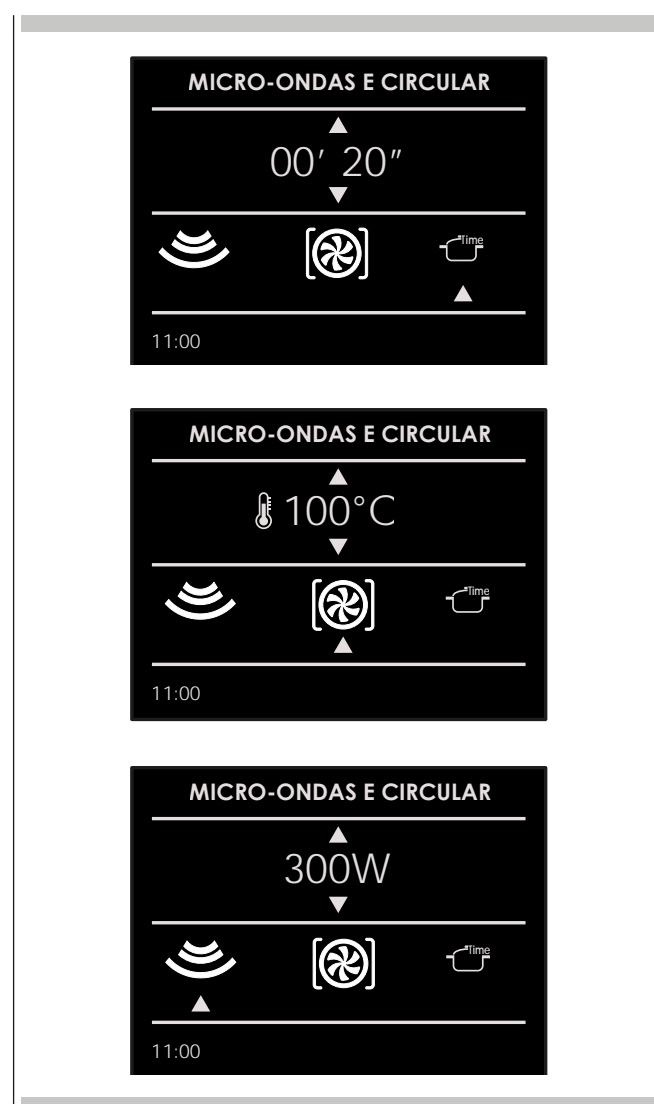 MICRO-ONDAS E CIRCULAR
00′ 20″
Time
11:00
MICRO-ONDAS E CIRCULAR
100°C
Time
11:00
MICRO-ONDAS E CIRCULAR
300W
Time
11:00